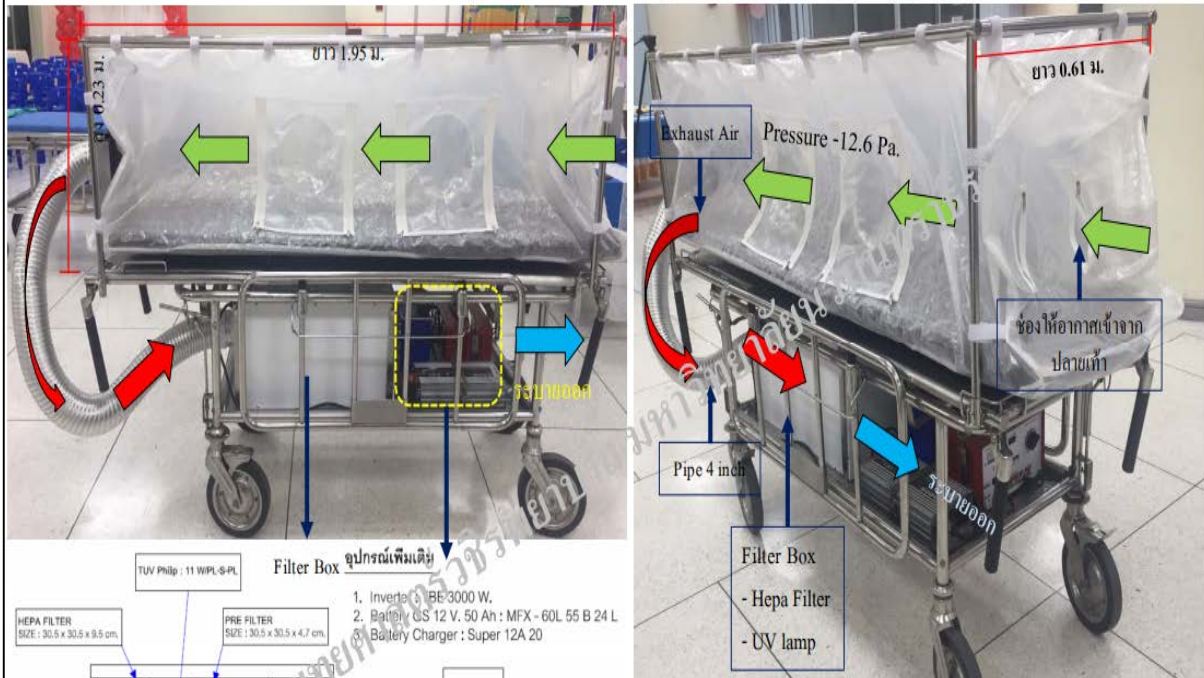 ยาว 1.95 ม.
0.23 ม.
ระบายออก
Filter Box
อุปกรณ์เพิ่มเติม
1. Inverter : BE 3000 W.
2. Battery GS 12 V. 50 Ah : MFX - 60L 55 B 24 L
3. Battery Charger : Super 12A 20
TUV Philip : 11 W/PL-S-PL
HEPA FILTER
SIZE : 30.5 x 30.5 x 9.5 cm.
PRE FILTER
SIZE : 30.5 x 30.5 x 4.7 cm.
ยาว 0.61 ม.
Exhaust Air
Pressure -12.6 Pa.
ช่องให้อากาศเข้าจาก
ปลายเท้า
Pipe 4 inch
ระบายออก
Filter Box
- Hepa Filter
- UV lamp